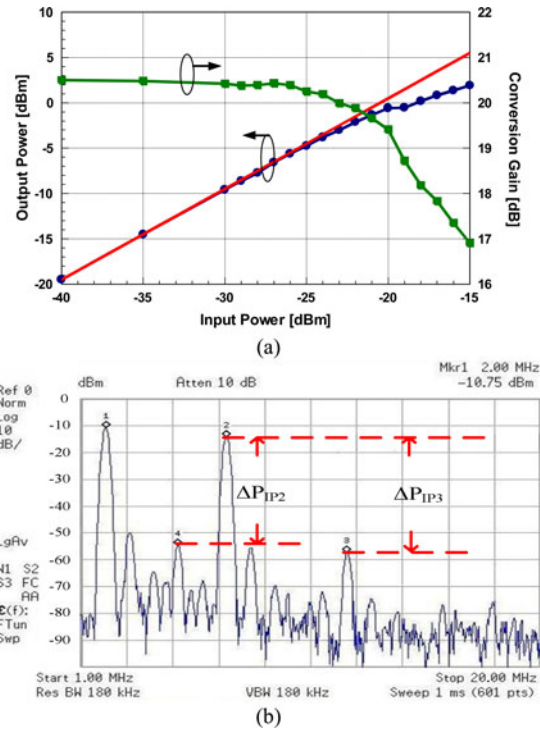 10
5
0
-5
-10
-15
-20
Output Power [dBm]
22
21
20
19
18
17
16
Conversion Gain [dB]
-40 -35 -30 -25 -20 -15
Input Power [dBm]
(a)
Mkr1 2.00 MHz
Ref 0 dBm Atten 10 dB -10.75 dBm
Norm
Log
10
dB/
LgAv
W1 S2
S3 FC
AA
£(f):
FTun
Swp
0
-10
-20
-30
-40
-50
-60
-70
-80
-90
1
2
3
4
ΔP_IP2
ΔP_IP3
Start 1.00 MHz Stop 20.00 MHz
Res BW 180 kHz VBW 180 kHz Sweep 1 ms (601 pts)
(b)